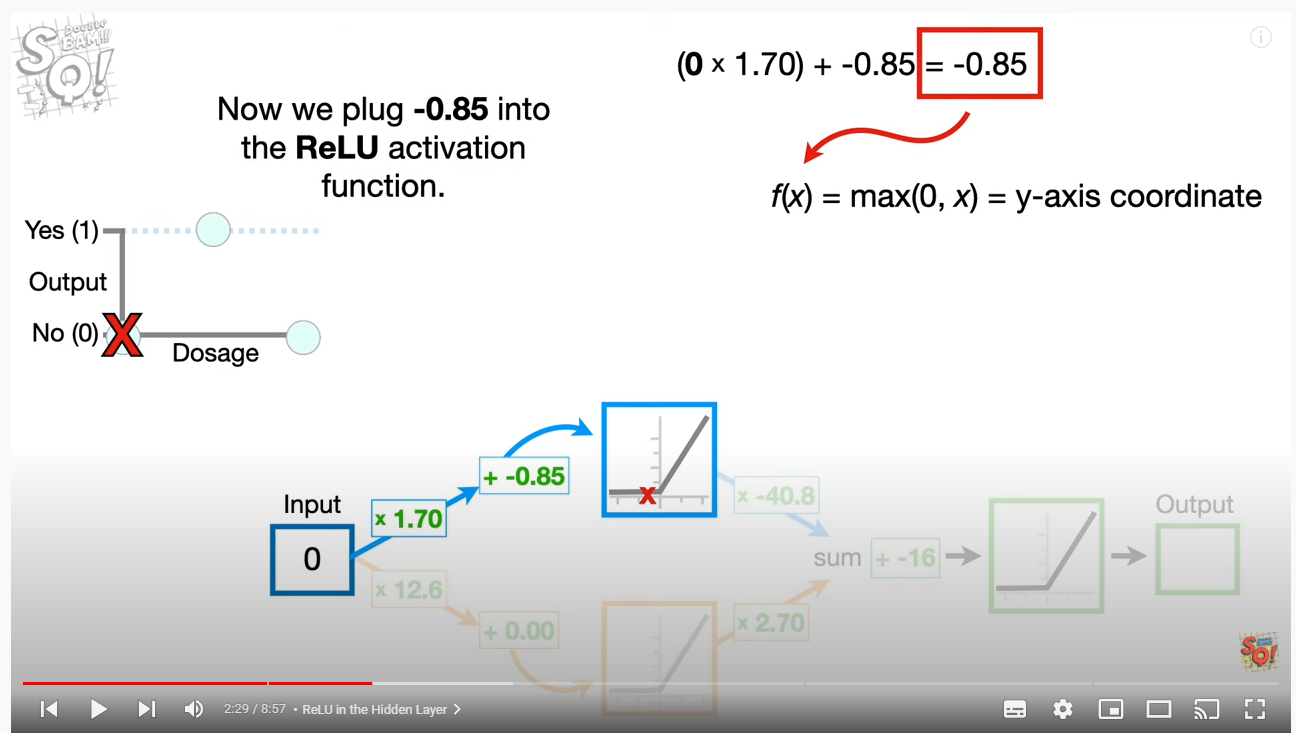 DOUBLE
BAM!!!
SQ!
(0 x 1.70) + -0.85 = -0.85
Now we plug -0.85 into
the ReLU activation
function.
f(x) = max(0, x) = y-axis coordinate
Yes (1)
Output
No (0)
X
Dosage
+ -0.85
x
x -40.8
Input
Output
x 1.70
0
sum
+ -16
x 12.6
+ 0.00
x 2.70
SQ!
2:29 / 8:57 • ReLU in the Hidden Layer >